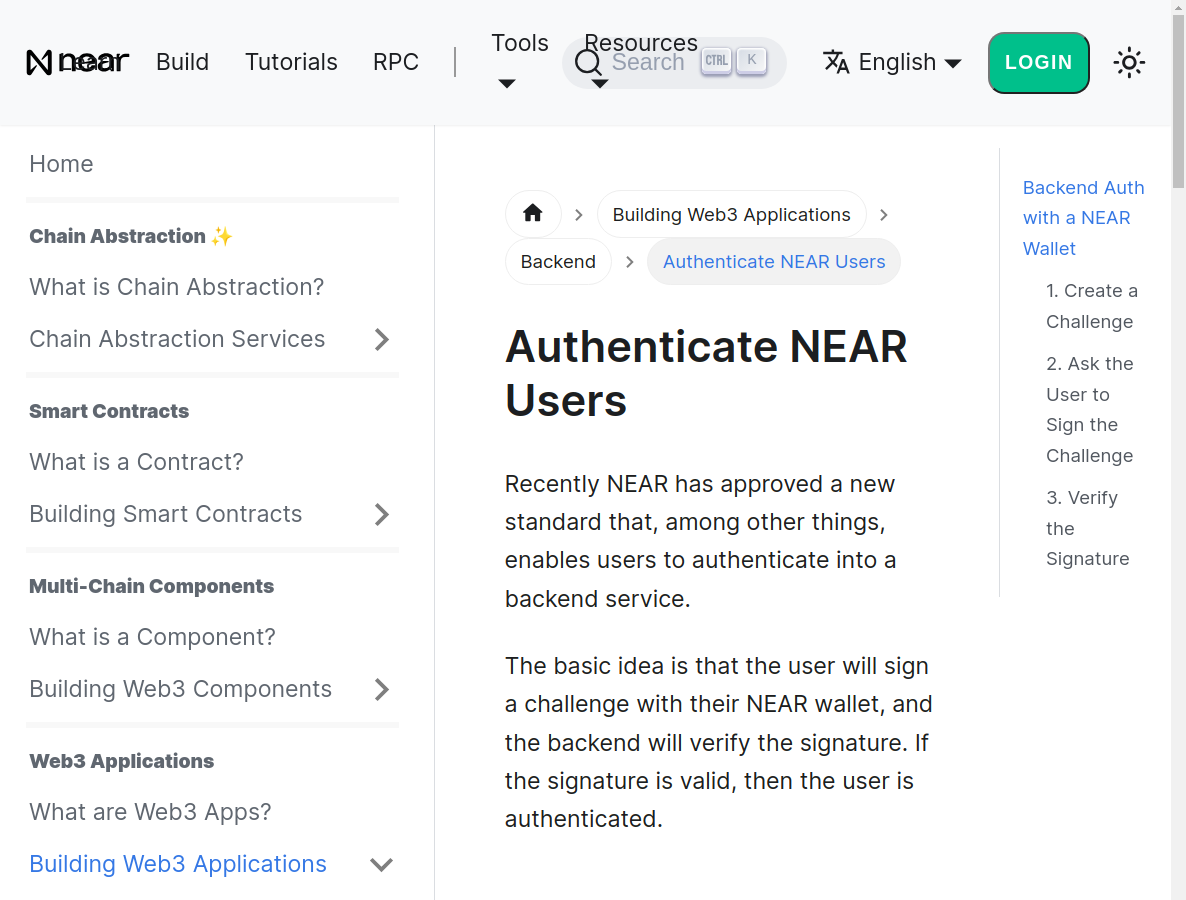 near
Learn
Build
Tutorials
RPC
Tools
Resources
Search
CTRL
K
English
LOGIN
Home
Chain Abstraction ✨
What is Chain Abstraction?
Chain Abstraction Services
Smart Contracts
What is a Contract?
Building Smart Contracts
Multi-Chain Components
What is a Component?
Building Web3 Components
Web3 Applications
What are Web3 Apps?
Building Web3 Applications
Building Web3 Applications
Backend
Authenticate NEAR Users
Authenticate NEAR
Users
Recently NEAR has approved a new
standard that, among other things,
enables users to authenticate into a
backend service.
The basic idea is that the user will sign
a challenge with their NEAR wallet, and
the backend will verify the signature. If
the signature is valid, then the user is
authenticated.
Backend Auth
with a NEAR
Wallet
1. Create a
Challenge
2. Ask the
User to
Sign the
Challenge
3. Verify
the
Signature